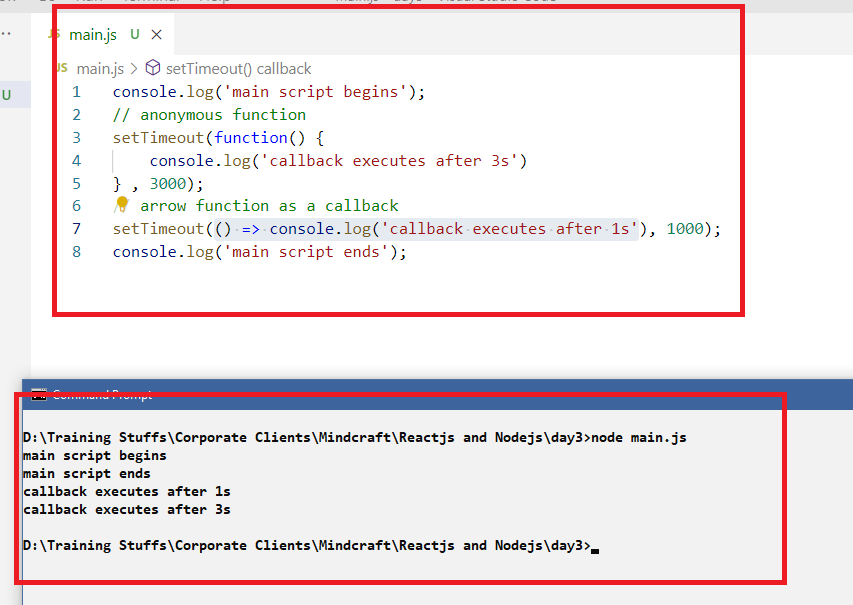 main.js U
main.js > setTimeout() callback
1 console.log('main script begins');
2 // anonymous function
3 setTimeout(function() {
4 console.log('callback executes after 3s')
5 } , 3000);
6 arrow function as a callback
7 setTimeout(() => console.log('callback executes after 1s'), 1000);
8 console.log('main script ends');
U
Command Prompt
D:\Training Stuffs\Corporate Clients\Mindcraft\Reactjs and Nodejs\day3>node main.js
main script begins
main script ends
callback executes after 1s
callback executes after 3s
D:\Training Stuffs\Corporate Clients\Mindcraft\Reactjs and Nodejs\day3>